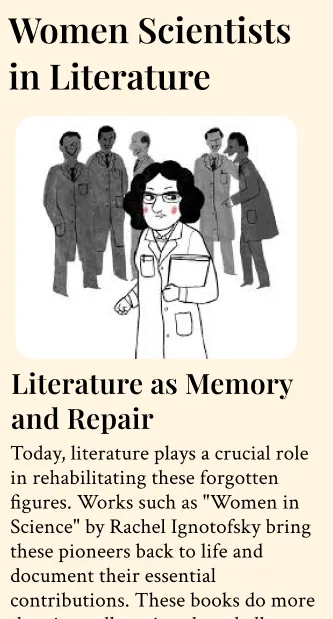 Women Scientists
in Literature
Literature as Memory
and Repair
Today, literature plays a crucial role
in rehabilitating these forgotten
figures. Works such as "Women in
Science" by Rachel Ignotofsky bring
these pioneers back to life and
document their essential
contributions. These books do more